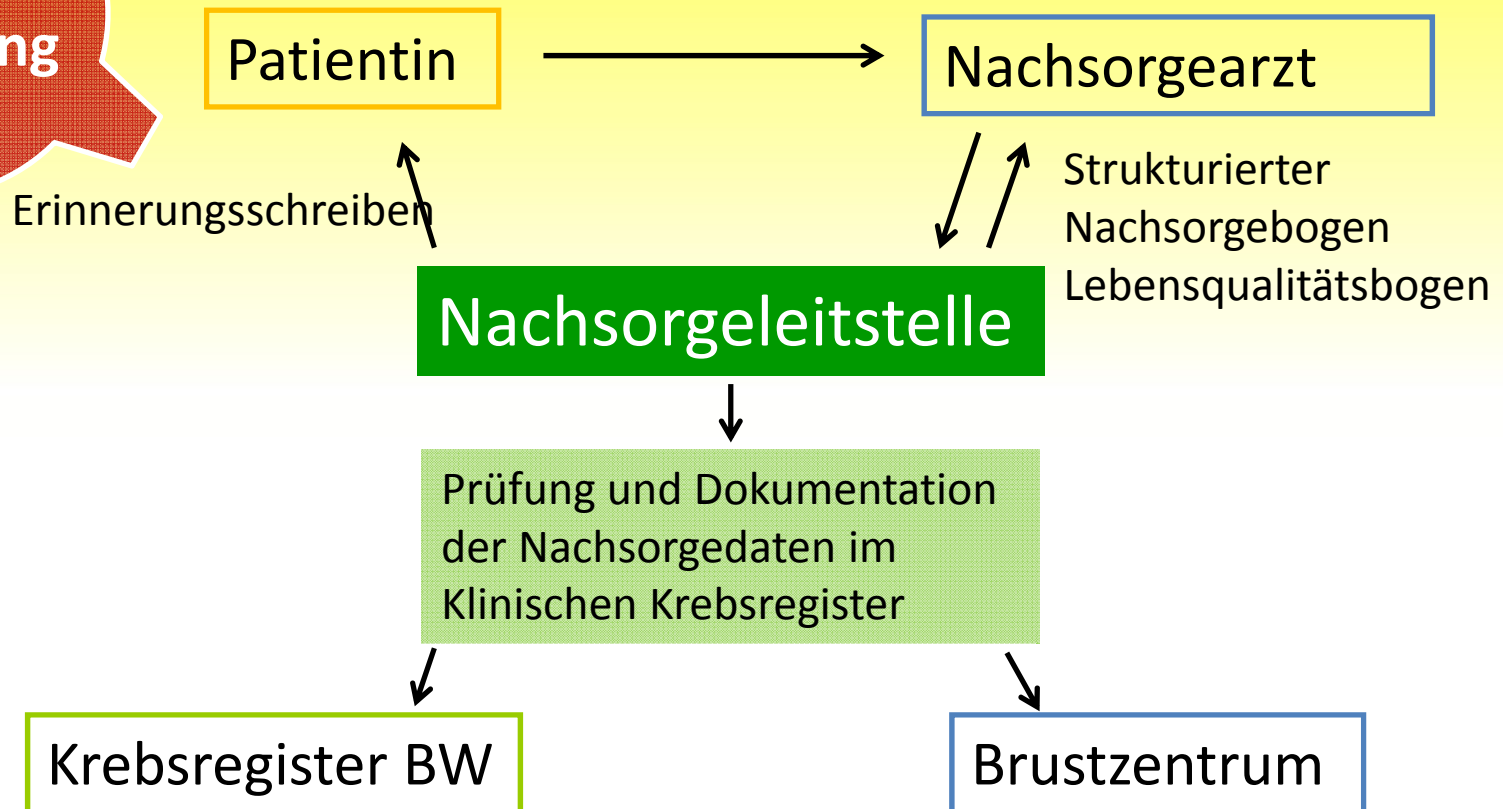 ng
Patientin
Nachsorgearzt
Erinnerungsschreiben
Strukturierter
Nachsorgebogen
Lebensqualitätsbogen
Nachsorgeleitstelle
Prüfung und Dokumentation
der Nachsorgedaten im
Klinischen Krebsregister
Krebsregister BW
Brustzentrum